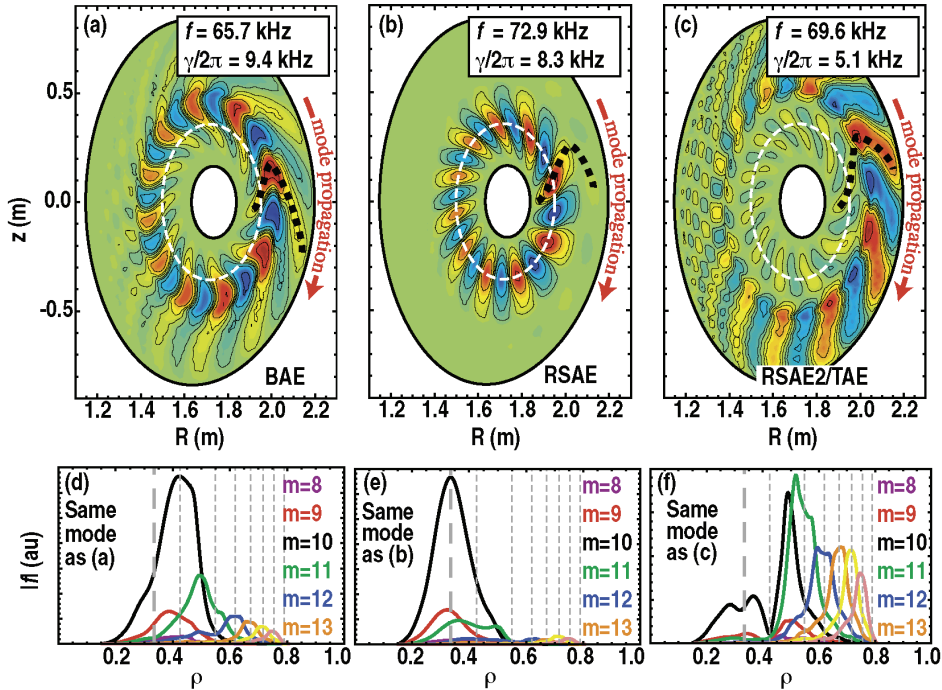 (a)
f = 65.7 kHz
γ/2π = 9.4 kHz
(b)
f = 72.9 kHz
γ/2π = 8.3 kHz
(c)
f = 69.6 kHz
γ/2π = 5.1 kHz
z (m)
0.5
0.0
-0.5
mode propagation
mode propagation
mode propagation
BAE
RSAE
RSAE2/TAE
1.2 1.4 1.6 1.8 2.0 2.2
1.2 1.4 1.6 1.8 2.0 2.2
1.2 1.4 1.6 1.8 2.0 2.2
R (m)
R (m)
R (m)
|f| (au)
(d)
Same
mode
as (a)
m=8
m=9
m=10
m=11
m=12
m=13
(e)
Same
mode
as (b)
m=8
m=9
m=10
m=11
m=12
m=13
(f)
Same
mode
as (c)
m=8
m=9
m=10
m=11
m=12
m=13
0.2 0.4 0.6 0.8 1.0
0.2 0.4 0.6 0.8 1.0
0.2 0.4 0.6 0.8 1.0
ρ
ρ
ρ